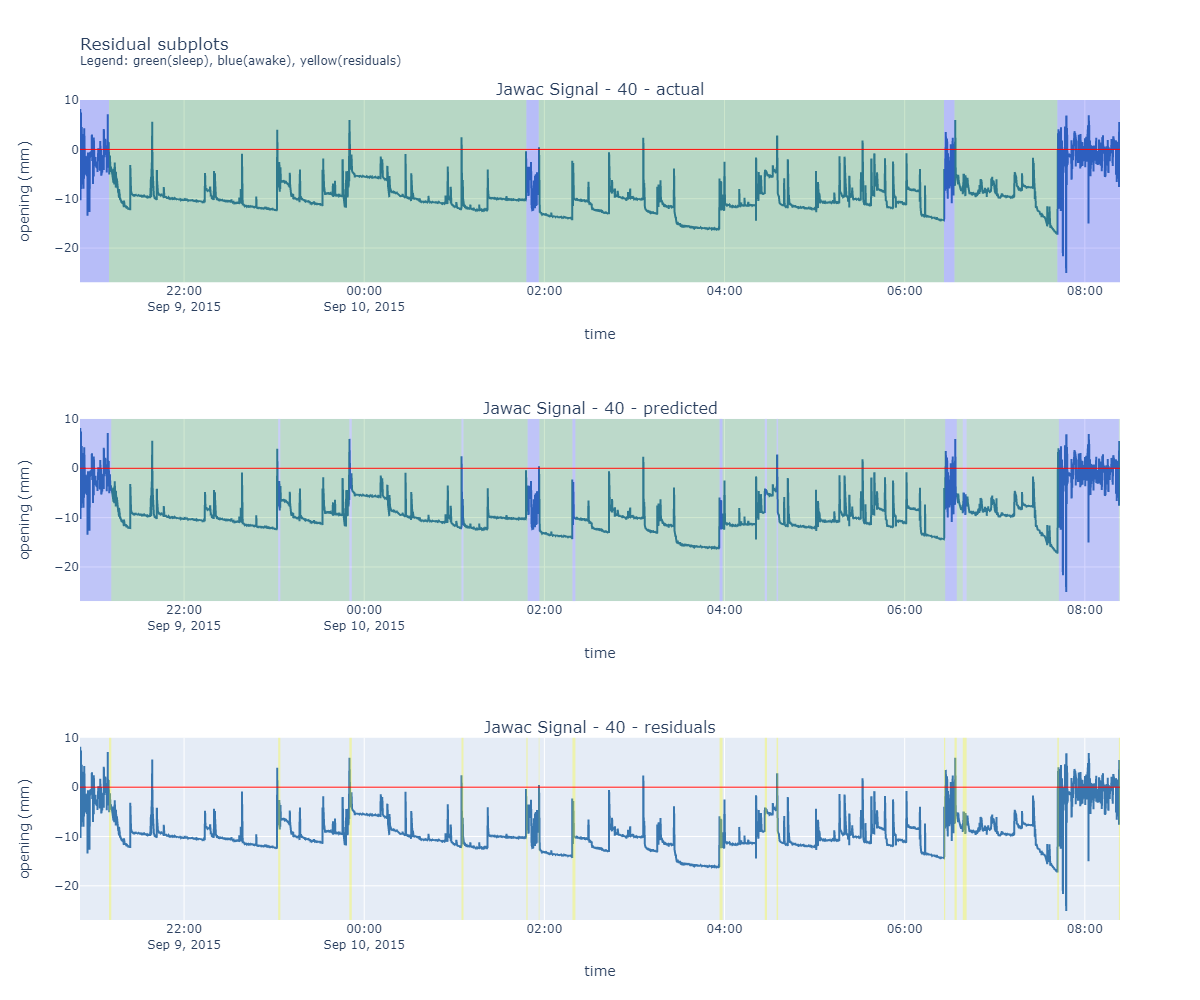 Residual subplots
Legend: green(sleep), blue(awake), yellow(residuals)
Jawac Signal - 40 - actual
10
0
−10
−20
opening (mm)
22:00
Sep 9, 2015
00:00
Sep 10, 2015
02:00
04:00
06:00
08:00
time
Jawac Signal - 40 - predicted
10
0
−10
−20
opening (mm)
22:00
Sep 9, 2015
00:00
Sep 10, 2015
02:00
04:00
06:00
08:00
time
Jawac Signal - 40 - residuals
10
0
−10
−20
opening (mm)
22:00
Sep 9, 2015
00:00
Sep 10, 2015
02:00
04:00
06:00
08:00
time